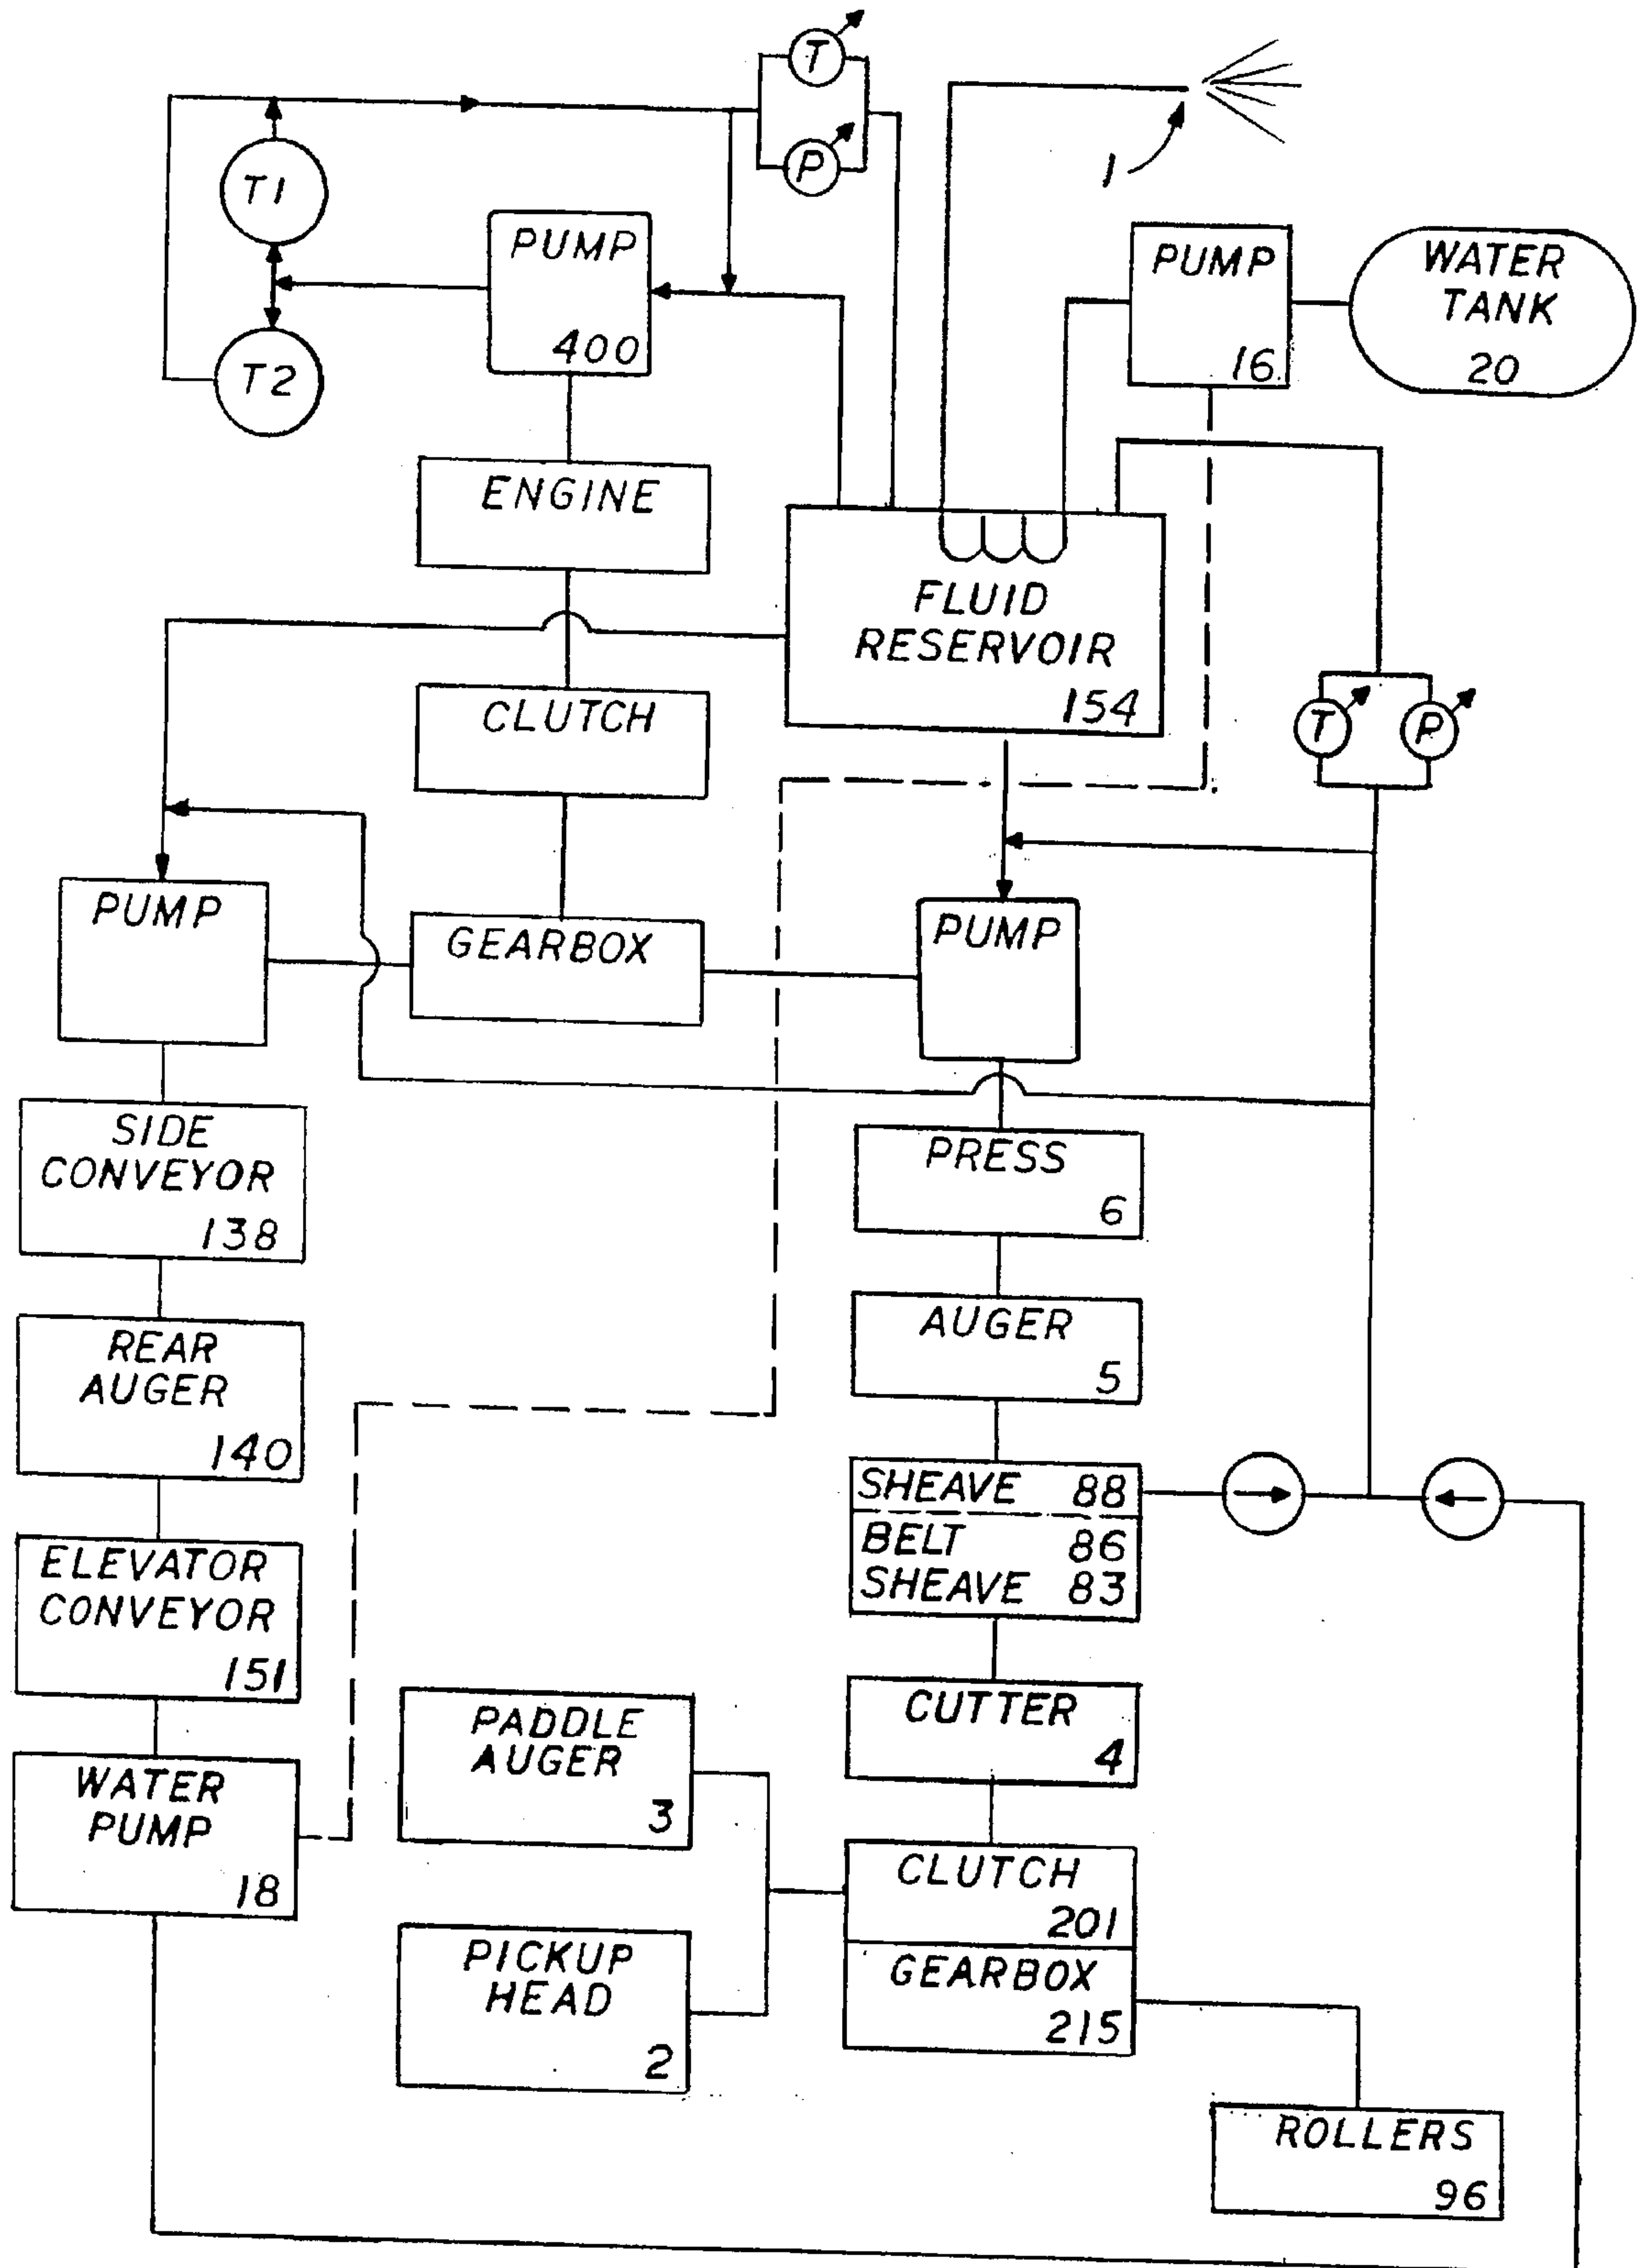 T
1
P
T1
PUMP
400
PUMP
16
WATER
TANK
20
T2
ENGINE
FLUID
RESERVOIR
154
CLUTCH
T
P
PUMP
GEARBOX
PUMP
SIDE
CONVEYOR
138
PRESS
6
REAR
AUGER
140
AUGER
5
SHEAVE 88
BELT 86
SHEAVE 83
ELEVATOR
CONVEYOR
151
CUTTER
4
PADDLE
AUGER
3
WATER
PUMP
18
CLUTCH
201
GEARBOX
215
PICKUP
HEAD
2
ROLLERS
96